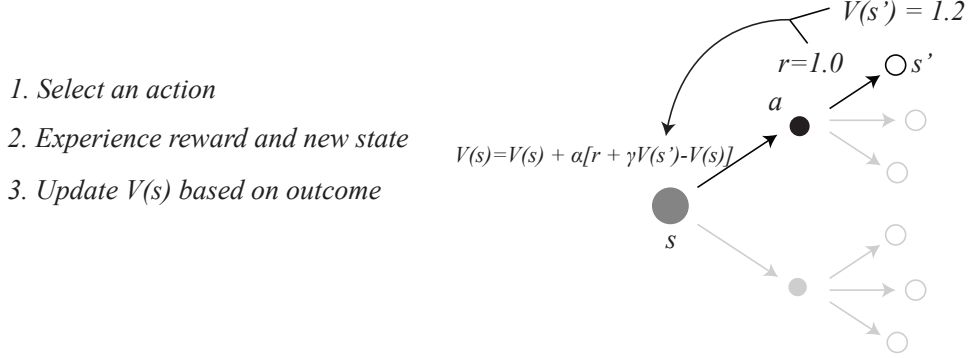 1. Select an action
2. Experience reward and new state
3. Update V(s) based on outcome
V(s’) = 1.2
r=1.0
s’
a
V(s)=V(s) + α[r + γV(s’)-V(s)]
s